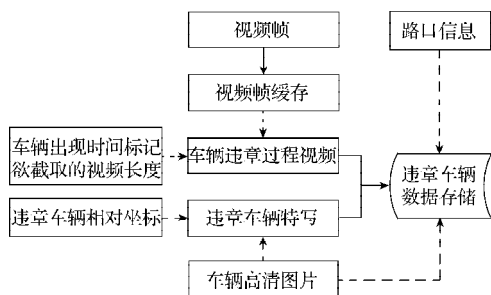 视频帧
路口信息
视频帧缓存
车辆出现时间标记
欲截取的视频长度
车辆违章过程视频
违章车辆
数据存储
违章车辆相对坐标
违章车辆特写
车辆高清图片